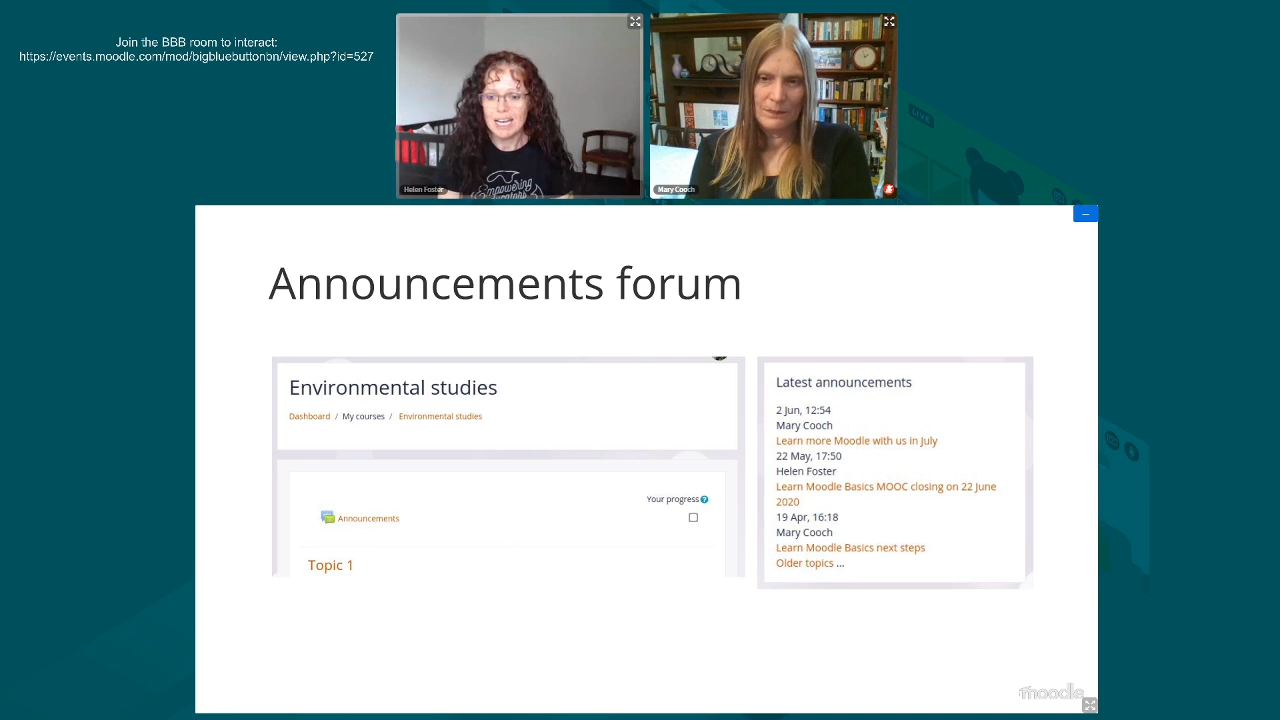 Join the BBB room to interact:
https://events.moodle.com/mod/bigbluebuttonbn/view.php?id=527
Empowering
Helen Foster
Mary Cooch
LIVE
Announcements forum
Environmental studies
Dashboard / My courses / Environmental studies
Your progress
Announcements
Topic 1
Latest announcements
2 Jun, 12:54
Mary Cooch
Learn more Moodle with us in July
22 May, 17:50
Helen Foster
Learn Moodle Basics MOOC closing on 22 June
2020
19 Apr, 16:18
Mary Cooch
Learn Moodle Basics next steps
Older topics ...
moodle